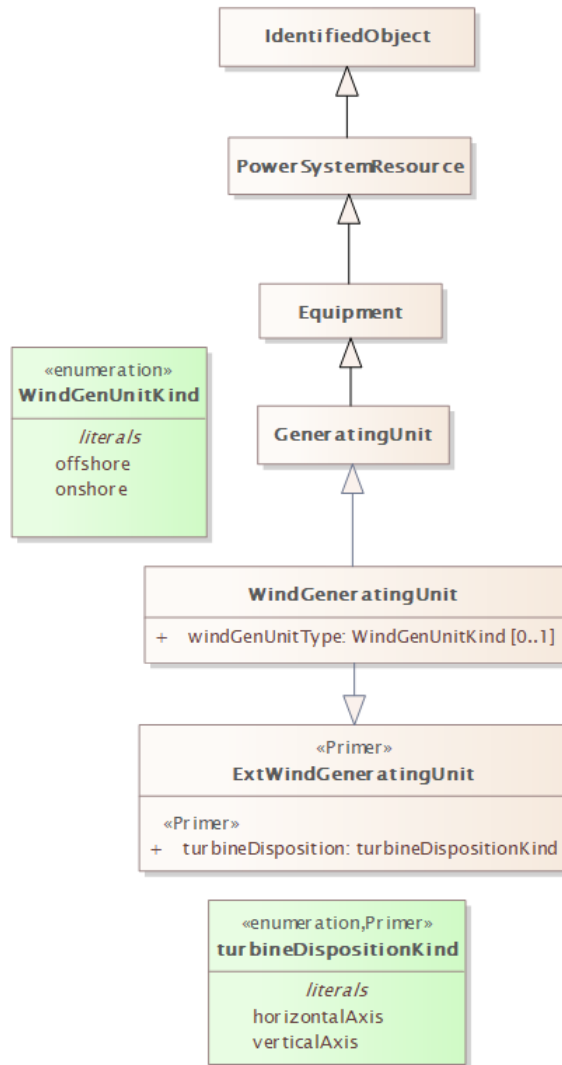 IdentifiedObject
PowerSystemResource
Equipment
«enumeration»
WindGenUnitKind
literals
offshore
onshore
GeneratingUnit
WindGeneratingUnit
+ windGenUnitType: WindGenUnitKind [0..1]
«Primer»
ExtWindGeneratingUnit
«Primer»
+ turbineDisposition: turbineDispositionKind
«enumeration,Primer»
turbineDispositionKind
literals
horizontalAxis
verticalAxis